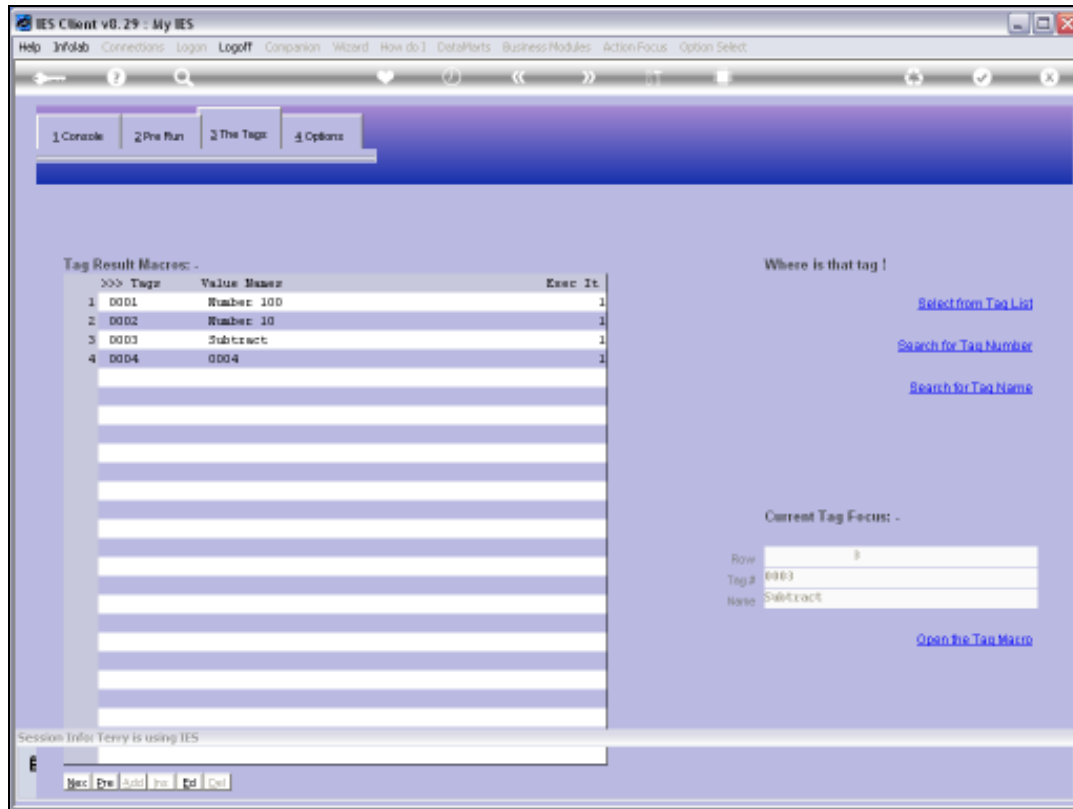 IES Client v8.29 : My IES
Help Infolab Connections Logon Logoff Companion Wizard How do I DataMarts Business Modules Action Focus Option Select
1 Console 2 Pre Run 3 The Tags 4 Options
Tag Result Macros: -
>>> Tags Value Names Exec It
1 0001 Number 100 1
2 0002 Number 10 1
3 0003 Subtract 1
4 0004 0004 1
Where is that tag !
Select from Tag List
Search for Tag Number
Search for Tag Name
Current Tag Focus: -
Row 3
Tag # 0003
Name Subtract
Open the Tag Macro
Session Info: Terry is using IES
Nex Pre Add Ins Ed Del